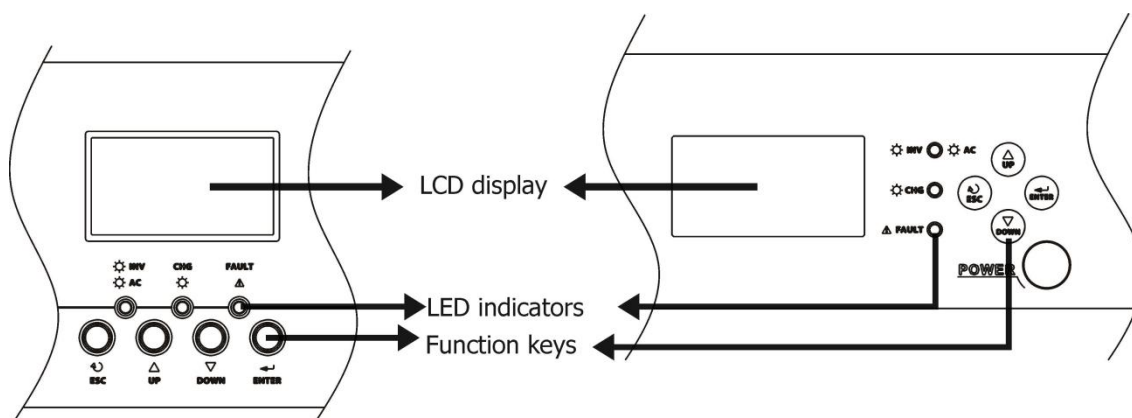 LCD display
INV
AC
CHG
FAULT
ESC
UP
DOWN
ENTER
LED indicators
Function keys
INV
AC
CHG
FAULT
UP
ESC
ENTER
DOWN
POWER